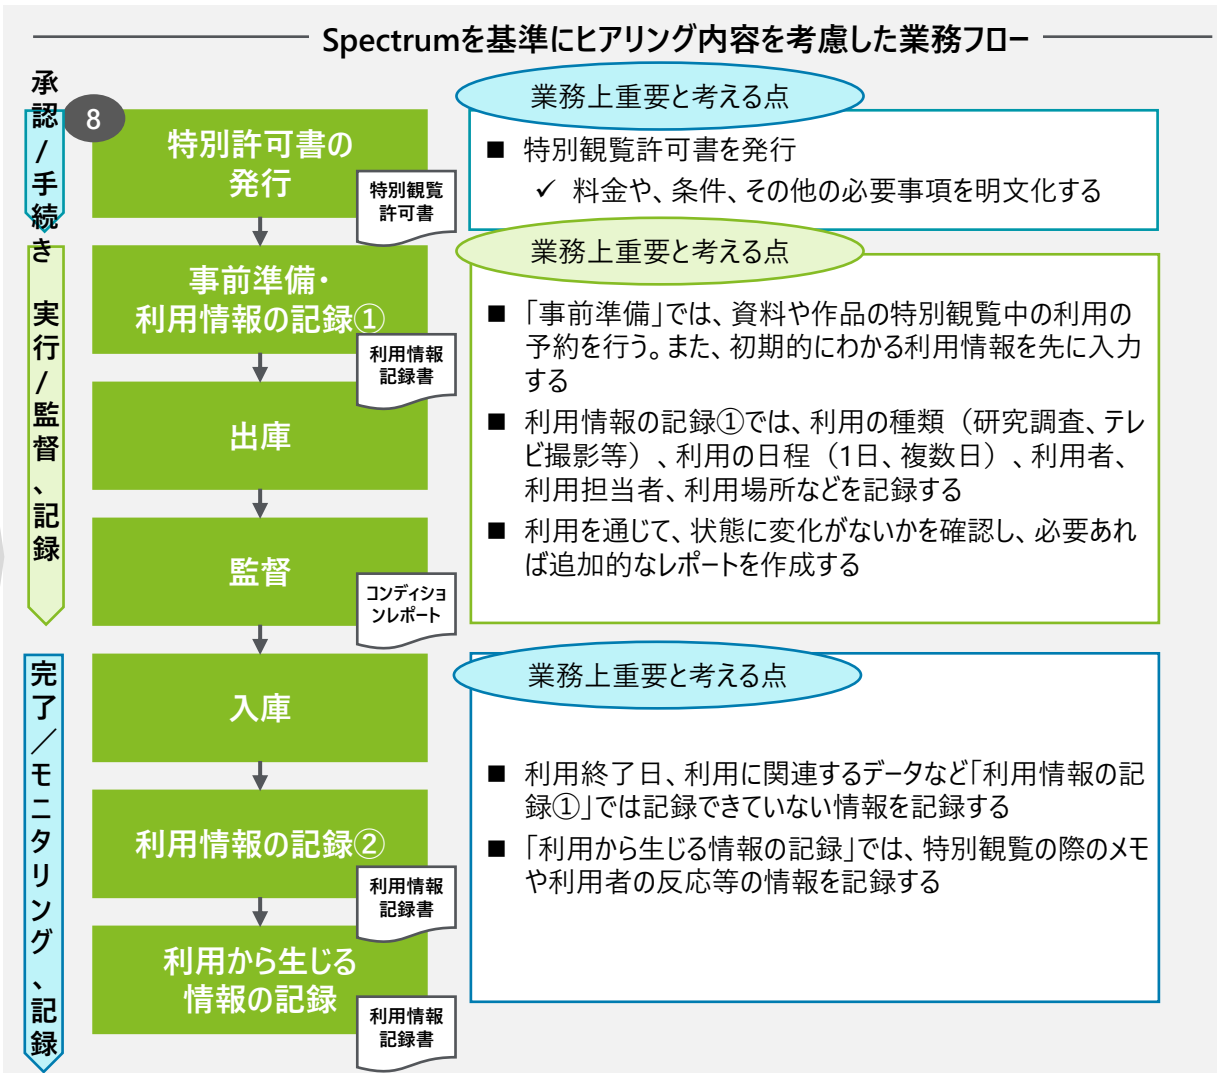 Spectrumを基準にヒアリング内容を考慮した業務フロー
承認/手続き
8
特別許可書の
発行
特別観覧
許可書
業務上重要と考える点
■ 特別観覧許可書を発行
✓ 料金や、条件、その他の必要事項を明文化する
実行/監督、記録
事前準備・
利用情報の記録①
利用情報
記録書
出庫
監督
コンディショ
ンレポート
業務上重要と考える点
■ 「事前準備」では、資料や作品の特別観覧中の利用の
予約を行う。また、初期的にわかる利用情報を先に入力
する
■ 利用情報の記録①では、利用の種類（研究調査、テレ
ビ撮影等）、利用の日程（1日、複数日）、利用者、
利用担当者、利用場所などを記録する
■ 利用を通じて、状態に変化がないかを確認し、必要あれ
ば追加的なレポートを作成する
完了／モニタリング、記録
入庫
利用情報の記録②
利用情報
記録書
利用から生じる
情報の記録
利用情報
記録書
業務上重要と考える点
■ 利用終了日、利用に関連するデータなど「利用情報の記
録①」では記録できていない情報を記録する
■ 「利用から生じる情報の記録」では、特別観覧の際のメモ
や利用者の反応等の情報を記録する